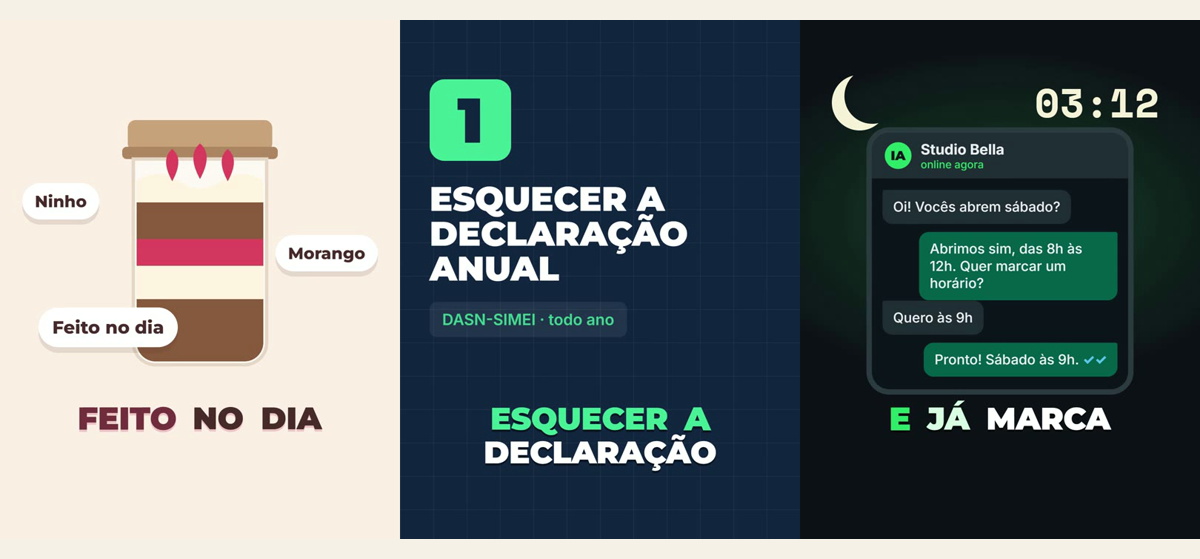 Ninho
Morango
Feito no dia
FEITO NO DIA
1
ESQUECER A
DECLARAÇÃO
ANUAL
DASN-SIMEI · todo ano
ESQUECER A
DECLARAÇÃO
03:12
IA
Studio Bella
online agora
Oi! Vocês abrem sábado?
Abrimos sim, das 8h às
12h. Quer marcar um
horário?
Quero às 9h
Pronto! Sábado às 9h. ✓✓
E JÁ MARCA